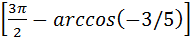 [3π/2 − arccos(−3/5)]